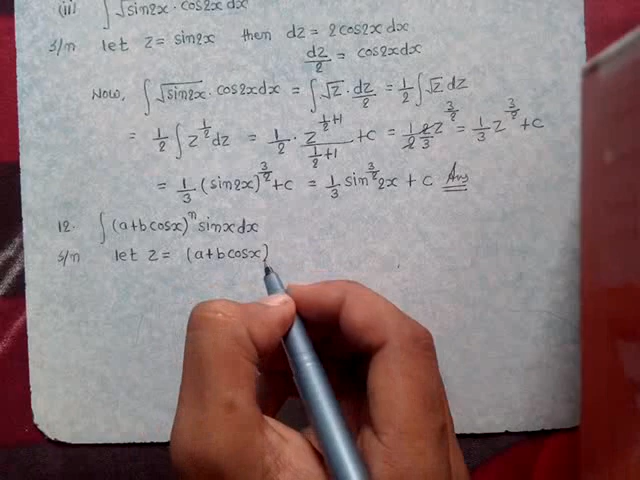 (ii) ∫√sin2x · cos2x dx
s/n let z = sin2x then dz = 2cos2x dx
dz/2 = cos2x dx
Now, ∫√sin2x · cos2x dx = ∫√z · dz/2 = 1/2 ∫√z dz
= 1/2 ∫ z^(1/2) dz = 1/2 · z^(1/2+1)/(1/2+1) + c = 1/2 · 2/3 z^(3/2) = 1/3 z^(3/2) + c
= 1/3 (sin2x)^(3/2) + c = 1/3 sin^(3/2) 2x + c Ans
12. ∫(a+b cosx)^n sinx dx
s/n let z = (a+b cosx)